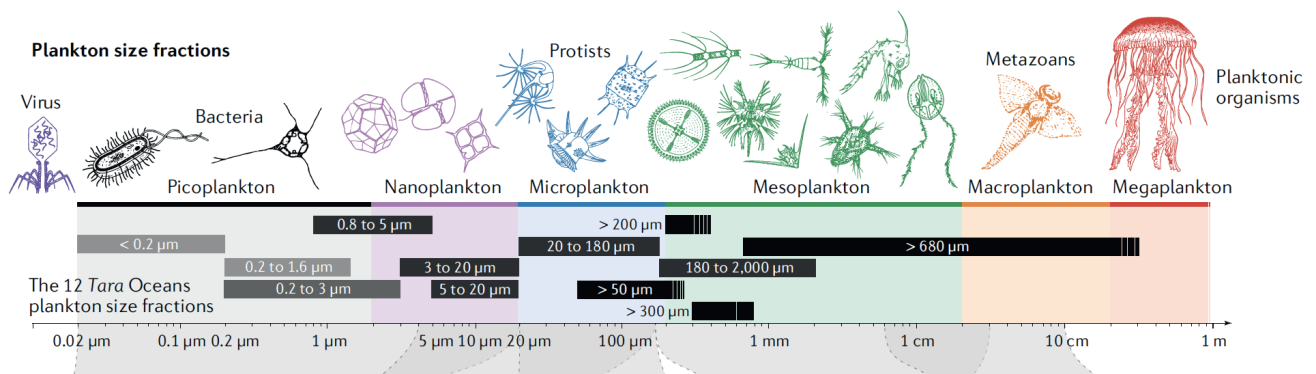 Plankton size fractions
Virus
Bacteria
Protists
Metazoans
Planktonic
organisms
Picoplankton
Nanoplankton
Microplankton
Mesoplankton
Macroplankton
Megaplankton
0.8 to 5 µm
> 200 µm
< 0.2 µm
20 to 180 µm
> 680 µm
0.2 to 1.6 µm
3 to 20 µm
180 to 2,000 µm
The 12 Tara Oceans
plankton size fractions
0.2 to 3 µm
5 to 20 µm
> 50 µm
> 300 µm
0.02 µm
0.1 µm
0.2 µm
1 µm
5 µm
10 µm
20 µm
100 µm
1 mm
1 cm
10 cm
1 m